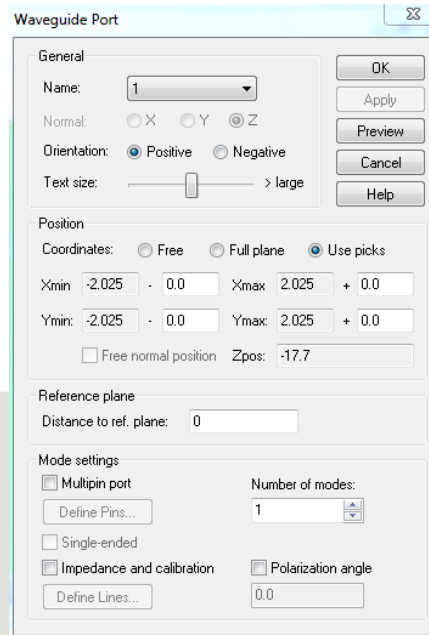 Waveguide Port
General
Name: 1
Normal: X Y Z
Orientation: Positive Negative
Text size: > large
OK
Apply
Preview
Cancel
Help
Position
Coordinates: Free Full plane Use picks
Xmin -2.025 - 0.0 Xmax 2.025 + 0.0
Ymin: -2.025 - 0.0 Ymax: 2.025 + 0.0
Free normal position Zpos: -17.7
Reference plane
Distance to ref. plane: 0
Mode settings
Multipin port Number of modes:
Define Pins... 1
Single-ended
Impedance and calibration Polarization angle
Define Lines... 0.0